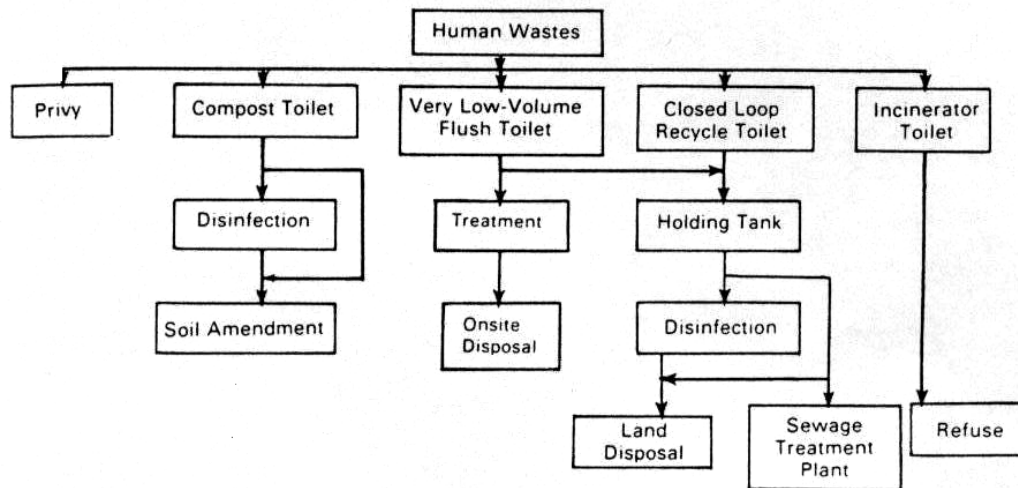 Human Wastes
Privy
Compost Toilet
Very Low-Volume
Flush Toilet
Closed Loop
Recycle Toilet
Incinerator
Toilet
Disinfection
Treatment
Holding Tank
Soil Amendment
Onsite
Disposal
Disinfection
Land
Disposal
Sewage
Treatment
Plant
Refuse